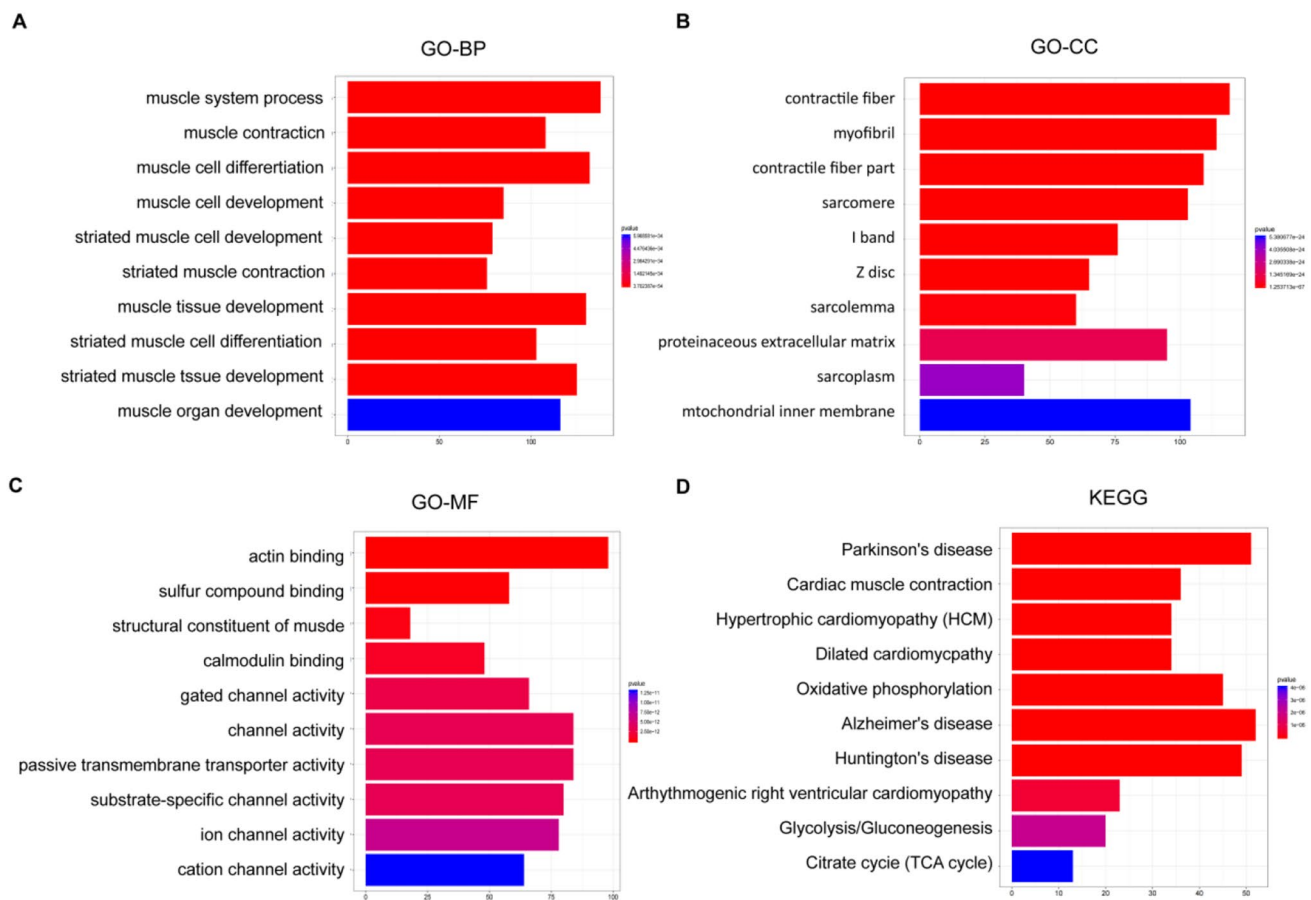 A
GO-BP
muscle system process
muscle contraction
muscle cell differtiation
muscle cell development
striated muscle cell development
striated muscle contraction
muscle tissue development
striated muscle cell differentiation
striated muscle tssue development
muscle organ development
0 50 100
pvalue
B
GO-CC
contractile fiber
myofibril
contractile fiber part
sarcomere
I band
Z disc
sarcolemma
proteinaceous extracellular matrix
sarcoplasm
mtochondrial inner membrane
0 25 50 75 100
pvalue
C
GO-MF
actin binding
sulfur compound binding
structural constituent of musde
calmodulin binding
gated channel activity
channel activity
passive transmembrane transporter activity
substrate-specific channel activity
ion channel activity
cation channel activity
0 25 50 75 100
pvalue
D
KEGG
Parkinson's disease
Cardiac muscle contraction
Hypertrophic cardiomyopathy (HCM)
Dilated cardiomycpathy
Oxidative phosphorylation
Alzheimer's disease
Huntington's disease
Arthythmogenic right ventricular cardiomyopathy
Glycolysis/Gluconeogenesis
Citrate cycie (TCA cycle)
0 10 20 30 40 50
pvalue